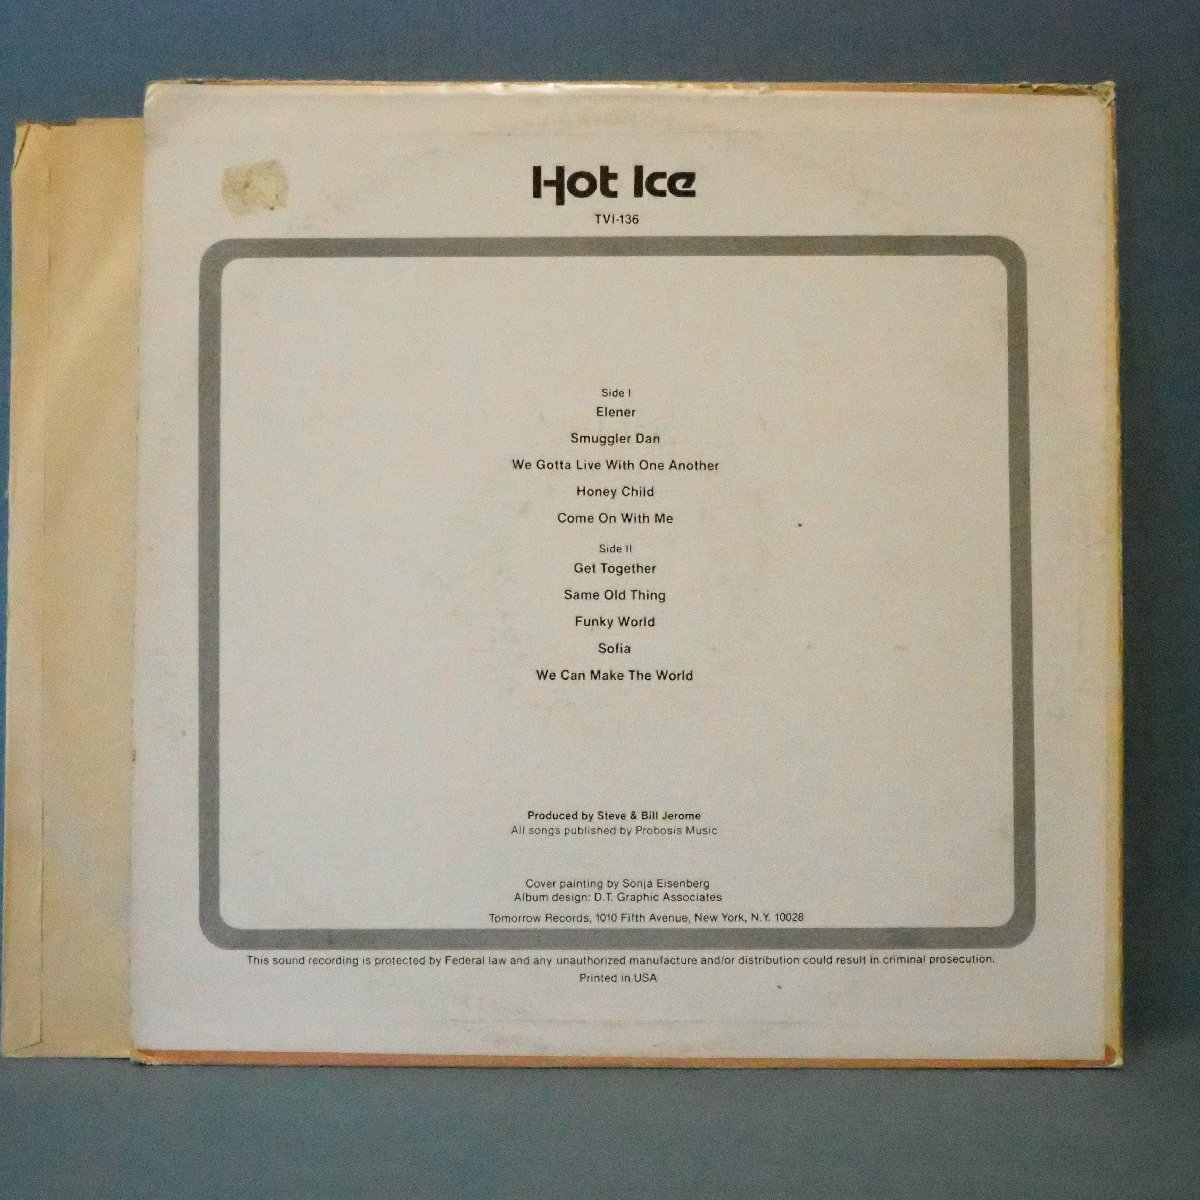 Hot Ice
TVI-136
Side I
Elener
Smuggler Dan
We Gotta Live With One Another
Honey Child
Come On With Me
Side II
Get Together
Same Old Thing
Funky World
Sofia
We Can Make The World
Produced by Steve & Bill Jerome
All songs published by Probosis Music
Cover painting by Sonja Eisenberg
Album design: D.T. Graphic Associates
Tomorrow Records, 1010 Fifth Avenue, New York, N.Y. 10028
This sound recording is protected by Federal law and any unauthorized manufacture and/or distribution could result in criminal prosecution.
Printed in USA